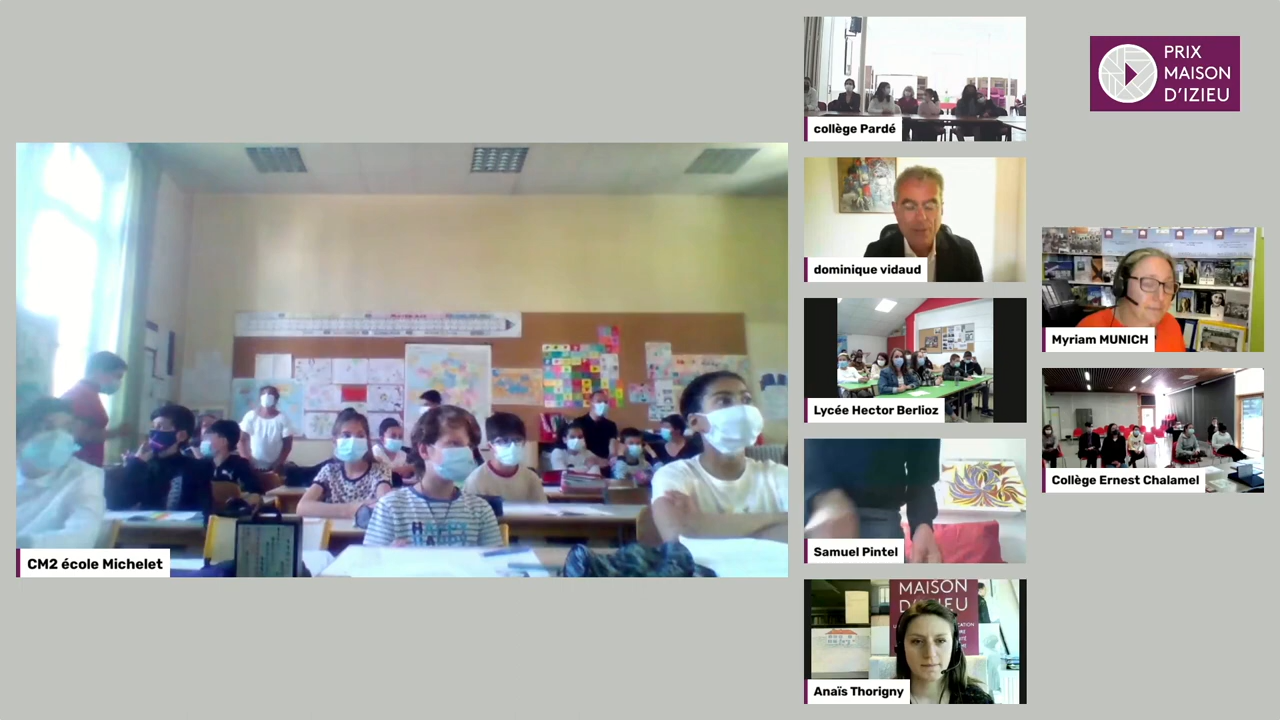 CM2 école Michelet
collège Pardé
dominique vidaud
Lycée Hector Berlioz
Samuel Pintel
MAISON
D'IZIEU
Anaïs Thorigny
PRIX
MAISON
D'IZIEU
Myriam MUNICH
Collège Ernest Chalamel